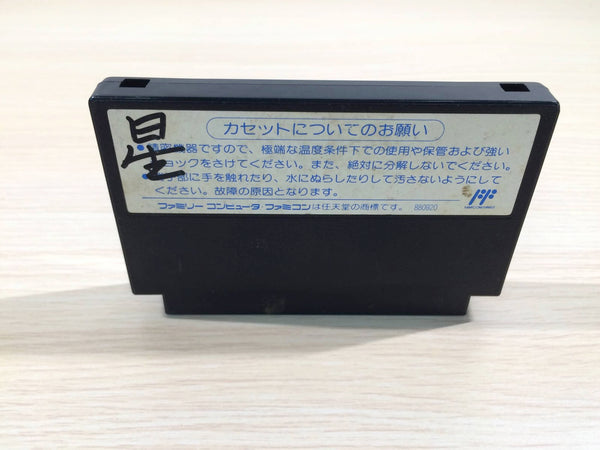 星
カセットについてのお願い
●精密機器ですので、極端な温度条件下での使用や保管および強い
ショックをさけてください。また、絶対に分解しないでください。
●端子部に手を触れたり、水にぬらしたりして汚さないようにして
ください。故障の原因となります。
ファミリーコンピュータ・ファミコンは任天堂の商標です。 880920